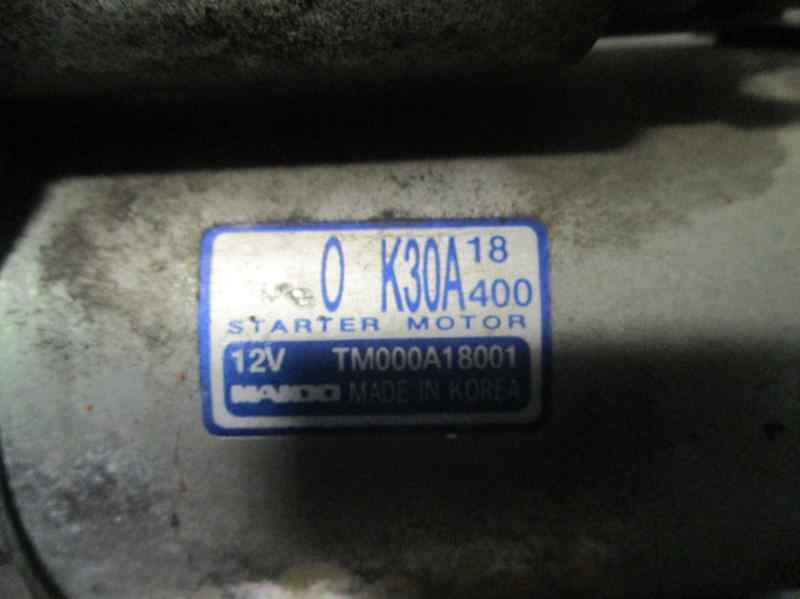 0 K30A 18 400
STARTER MOTOR
12V TM000A18001
MANDO MADE IN KOREA